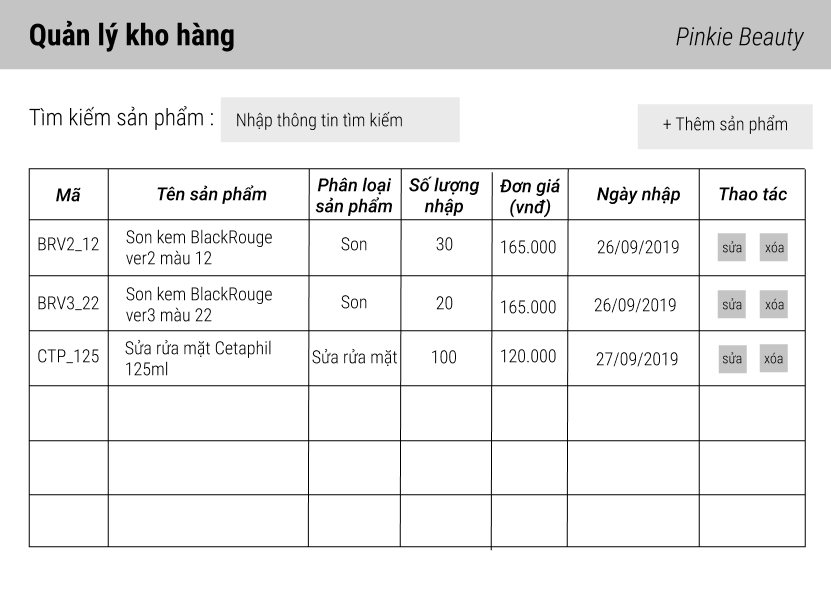 Quản lý kho hàng
Pinkie Beauty
Tìm kiếm sản phẩm :
Nhập thông tin tìm kiếm
+ Thêm sản phẩm
Mã
Tên sản phẩm
Phân loại
sản phẩm
Số lượng
nhập
Đơn giá
(vnđ)
Ngày nhập
Thao tác
BRV2_12
Son kem BlackRouge
ver2 màu 12
Son
30
165.000
26/09/2019
sửa
xóa
BRV3_22
Son kem BlackRouge
ver3 màu 22
Son
20
165.000
26/09/2019
sửa
xóa
CTP_125
Sửa rửa mặt Cetaphil
125ml
Sửa rửa mặt
100
120.000
27/09/2019
sửa
xóa